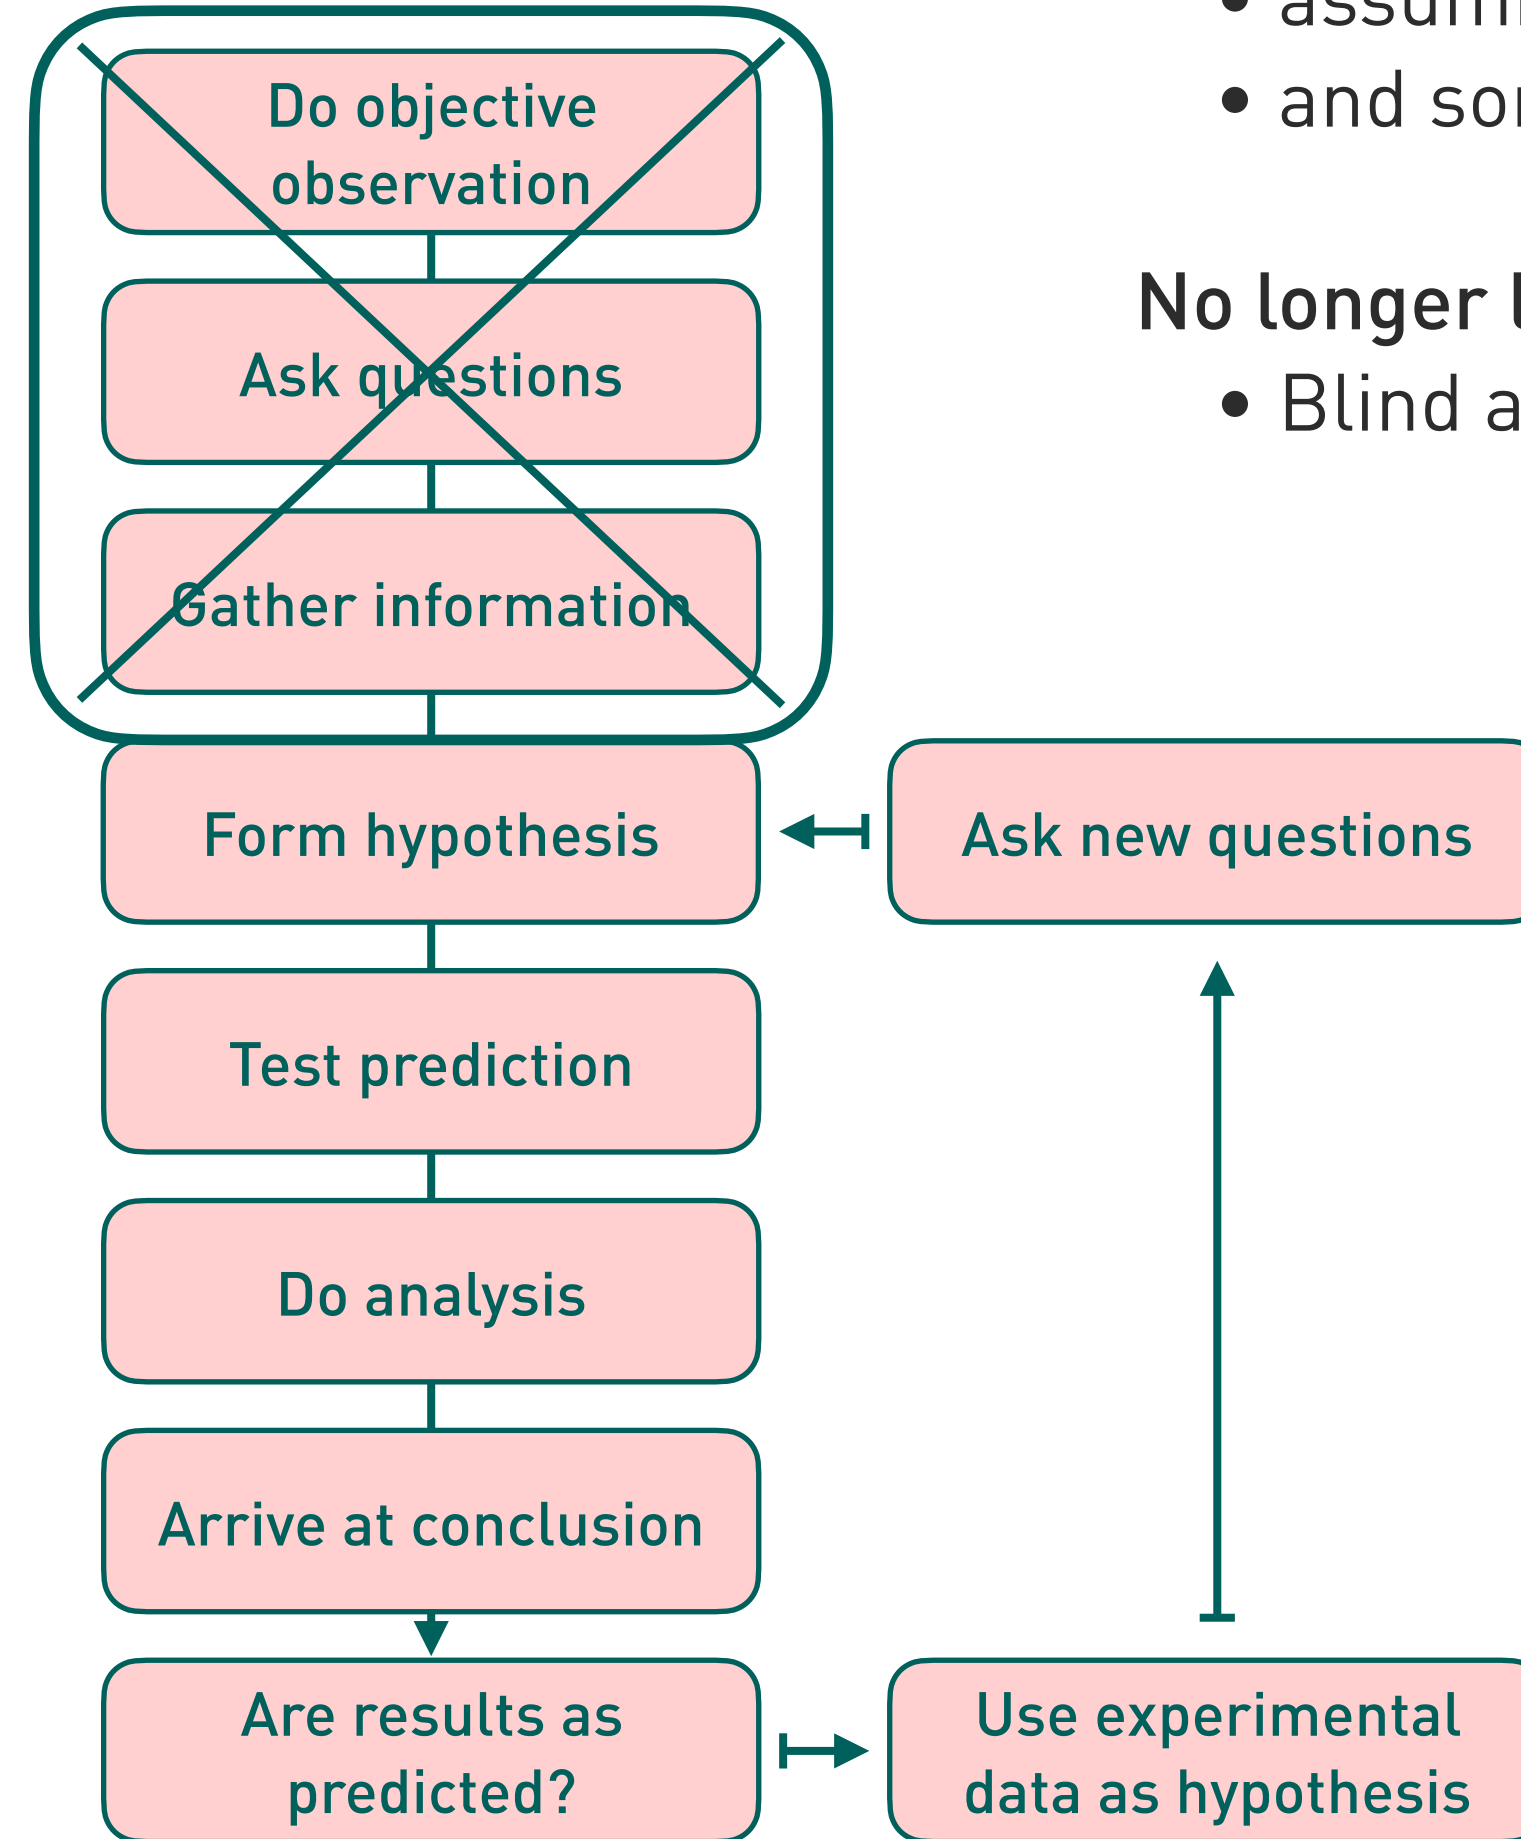 Do objective
observation
Ask questions
Gather information
Form hypothesis
Test prediction
Do analysis
Arrive at conclusion
Are results as
predicted?
Use experimental
data as hypothesis
Ask new questions
• and
No longer
• Blind